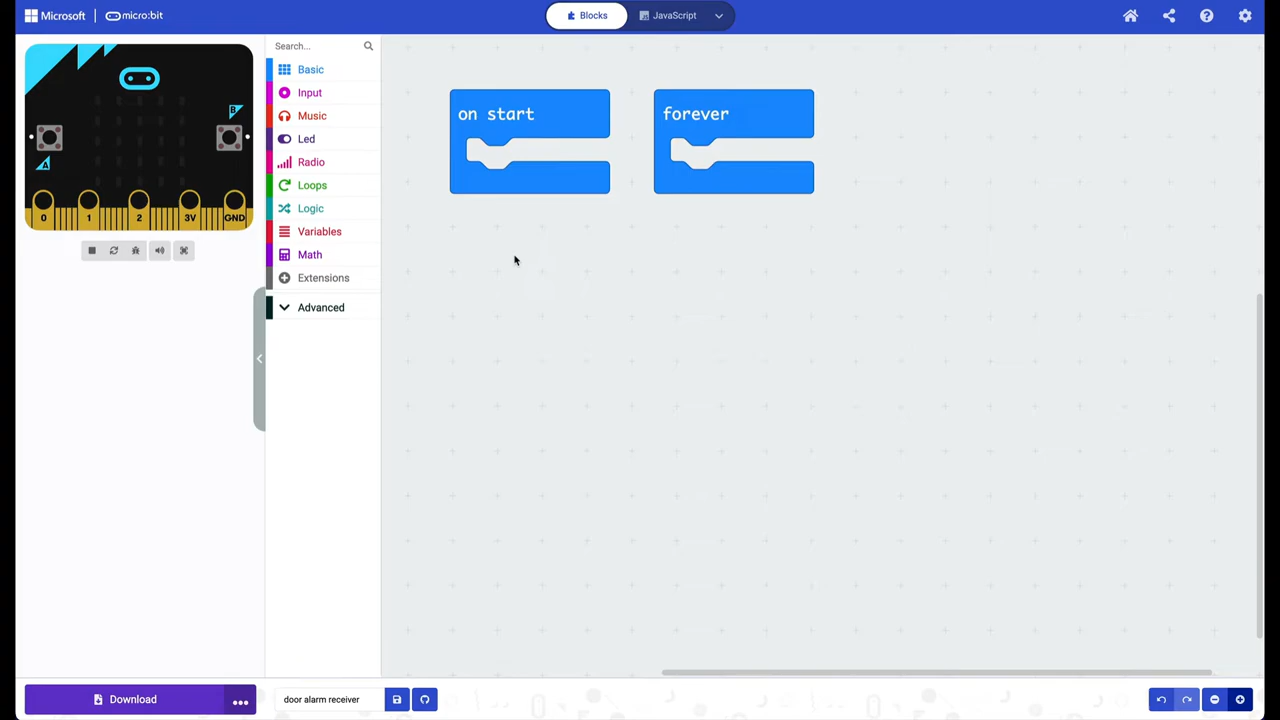 Microsoft
micro:bit
Blocks
JavaScript
Search...
Basic
Input
Music
Led
Radio
Loops
Logic
Variables
Math
Extensions
Advanced
on start
forever
A
B
0
1
2
3V
GND
Download
door alarm receiver